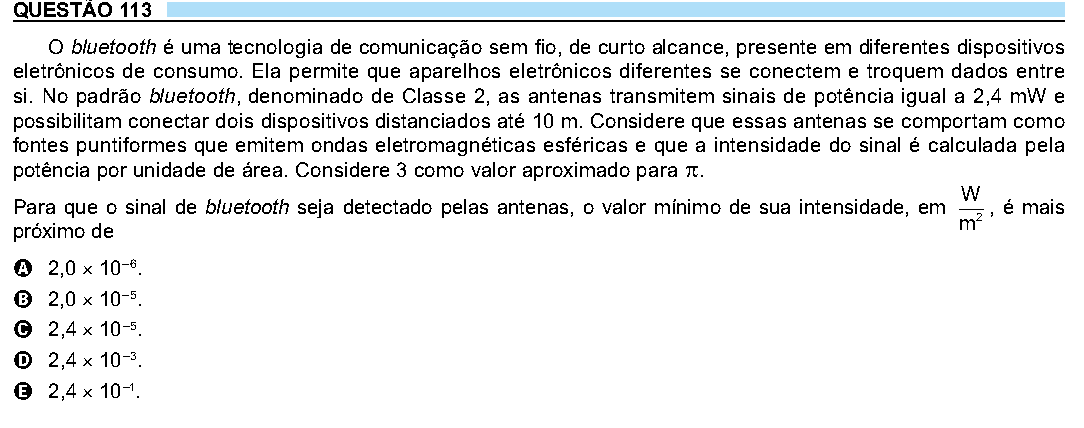 QUESTÃO 113
O bluetooth é uma tecnologia de comunicação sem fio, de curto alcance, presente em diferentes dispositivos
eletrônicos de consumo. Ela permite que aparelhos eletrônicos diferentes se conectem e troquem dados entre
si. No padrão bluetooth, denominado de Classe 2, as antenas transmitem sinais de potência igual a 2,4 mW e
possibilitam conectar dois dispositivos distanciados até 10 m. Considere que essas antenas se comportam como
fontes puntiformes que emitem ondas eletromagnéticas esféricas e que a intensidade do sinal é calculada pela
potência por unidade de área. Considere 3 como valor aproximado para π.
Para que o sinal de bluetooth seja detectado pelas antenas, o valor mínimo de sua intensidade, em W/m², é mais
próximo de
A 2,0 × 10⁻⁶.
B 2,0 × 10⁻⁵.
C 2,4 × 10⁻⁵.
D 2,4 × 10⁻³.
E 2,4 × 10⁻¹.